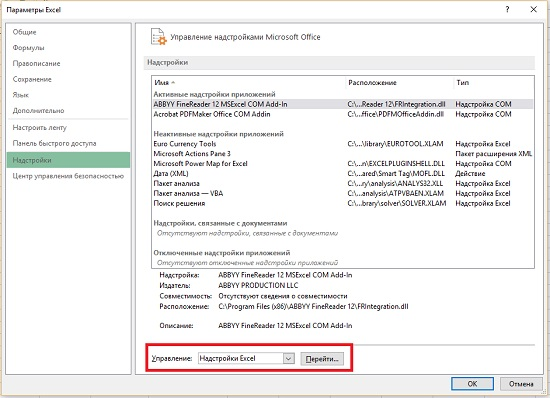 Параметры Excel
Общие
Формулы
Правописание
Сохранение
Язык
Дополнительно
Настроить ленту
Панель быстрого доступа
Надстройки
Центр управления безопасностью
Управление надстройками Microsoft Office
Надстройки
Имя Расположение Тип
Активные надстройки приложений
ABBYY FineReader 12 MSExcel COM Add-In C:\...Reader 12\FRIntegration.dll Надстройка COM
Acrobat PDFMaker Office COM Addin C:\...ffice\PDFMOfficeAddin.dll Надстройка COM
Неактивные надстройки приложений
Euro Currency Tools C:\...\library\EUROTOOL.XLAM Надстройка Excel
Microsoft Actions Pane 3 Пакет расширения XML
Microsoft Power Map for Excel C:\...n\EXCELPLUGINSHELL.DLL Надстройка COM
Дата (XML) C:\...ared\Smart Tag\MOFL.DLL Действие
Пакет анализа C:\...ry\analysis\ANALYS32.XLL Надстройка Excel
Пакет анализа — VBA C:\...analysis\ATPVBAEN.XLAM Надстройка Excel
Поиск решения C:\...brary\solver\SOLVER.XLAM Надстройка Excel
Надстройки, связанные с документами
Отсутствуют надстройки, связанные с документами
Отключенные надстройки приложений
Отсутствуют отключенные надстройки приложений
Надстройка: ABBYY FineReader 12 MSExcel COM Add-In
Издатель: ABBYY PRODUCTION LLC
Совместимость: Отсутствуют сведения о совместимости
Расположение: C:\Program Files (x86)\ABBYY FineReader 12\FRIntegration.dll
Описание: ABBYY FineReader 12 MSExcel COM Add-In
Управление: Надстройки Excel Перейти...
ОК Отмена